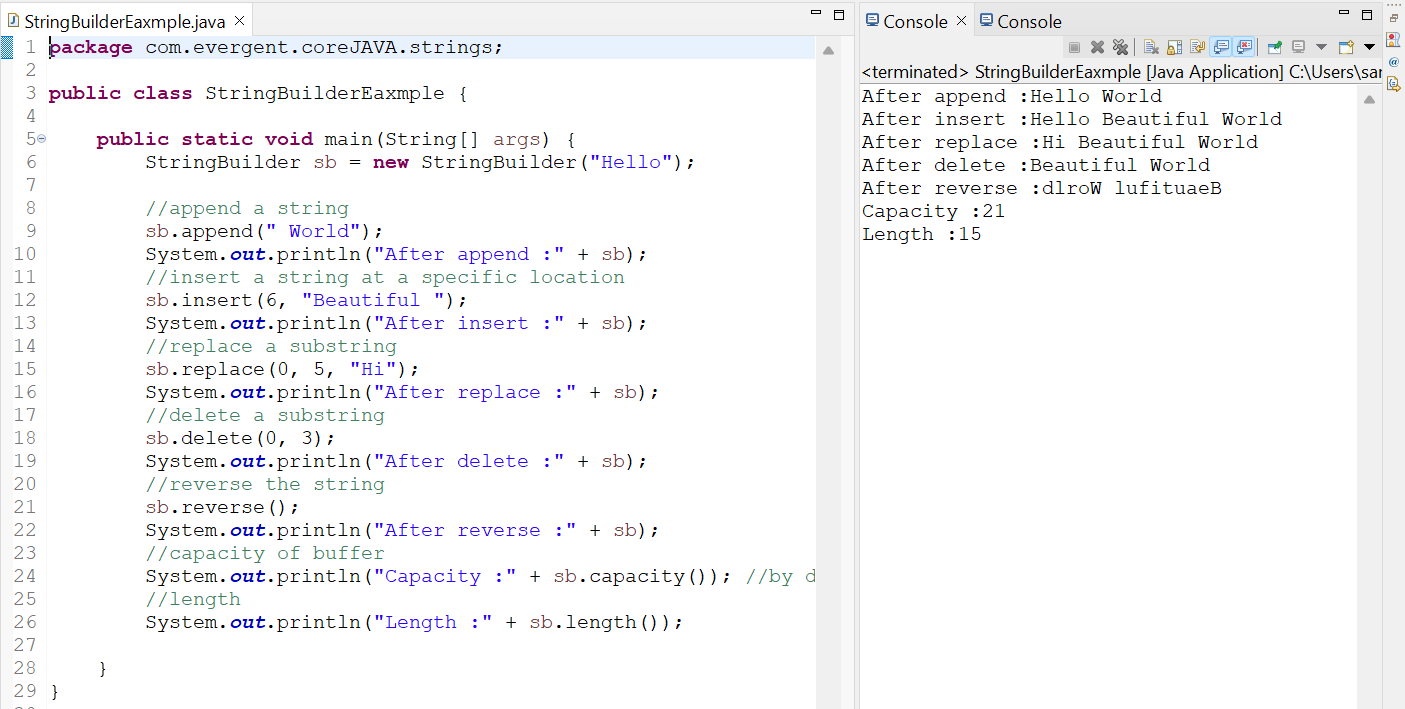 StringBuilderEaxmple.java
1 package com.evergent.coreJAVA.strings;
2
3 public class StringBuilderEaxmple {
4
5 public static void main(String[] args) {
6 StringBuilder sb = new StringBuilder("Hello");
7
8 //append a string
9 sb.append(" World");
10 System.out.println("After append :" + sb);
11 //insert a string at a specific location
12 sb.insert(6, "Beautiful ");
13 System.out.println("After insert :" + sb);
14 //replace a substring
15 sb.replace(0, 5, "Hi");
16 System.out.println("After replace :" + sb);
17 //delete a substring
18 sb.delete(0, 3);
19 System.out.println("After delete :" + sb);
20 //reverse the string
21 sb.reverse();
22 System.out.println("After reverse :" + sb);
23 //capacity of buffer
24 System.out.println("Capacity :" + sb.capacity()); //by d
25 //length
26 System.out.println("Length :" + sb.length());
27
28 }
29 }
Console Console
<terminated> StringBuilderEaxmple [Java Application] C:\Users\sar
After append :Hello World
After insert :Hello Beautiful World
After replace :Hi Beautiful World
After delete :Beautiful World
After reverse :dlroW lufituaeB
Capacity :21
Length :15